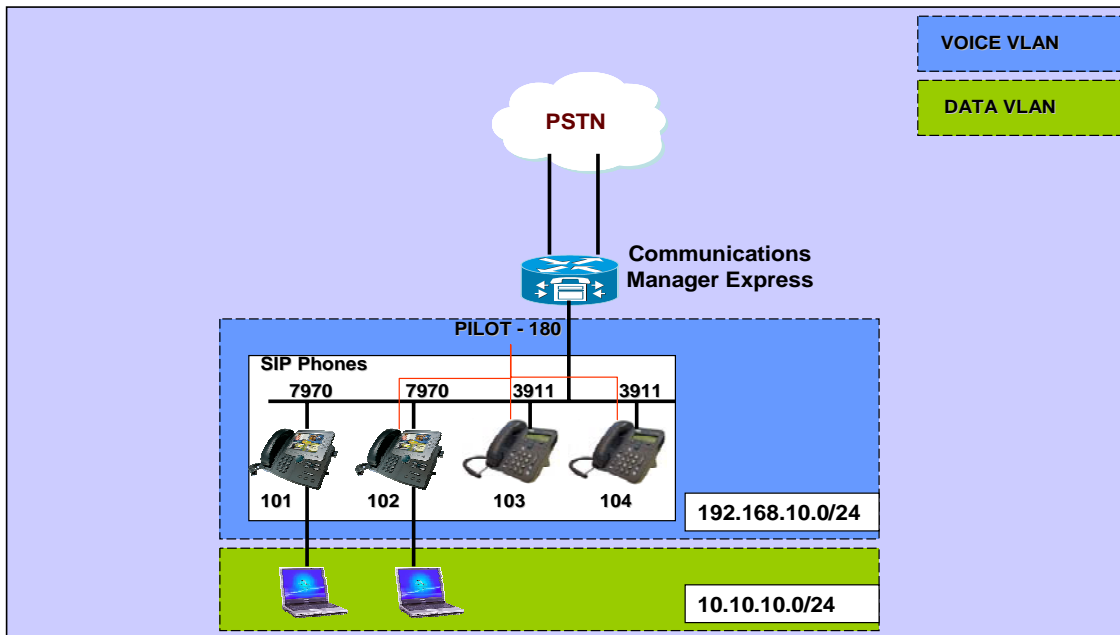 VOICE VLAN
DATA VLAN
PSTN
Communications
Manager Express
PILOT - 180
SIP Phones
7970 7970 3911 3911
101 102 103 104
192.168.10.0/24
10.10.10.0/24